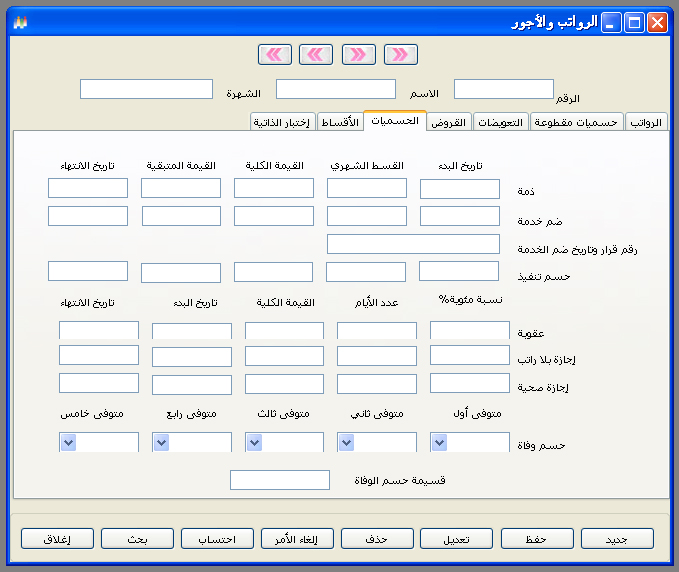 الرواتب والأجور
الرقم الاسم الشهرة
الرواتب حسميات مقطوعة التعويضات القروض الحسميات الأقساط إختبار الذاتية
تاريخ البدء القسط الشهري القيمة الكلية القيمة المتبقية تاريخ الانتهاء
ذمة
ضم خدمة
رقم قرار وتاريخ ضم الخدمة
حسم تنفيذ
نسبة مئوية% عدد الأيام القيمة الكلية تاريخ البدء تاريخ الانتهاء
عقوبة
إجازة بلا راتب
إجازة صحية
متوفى أول متوفى ثاني متوفى ثالث متوفى رابع متوفى خامس
حسم وفاة
قسيمة حسم الوفاة
جديد حفظ تعديل حذف إلغاء الأمر احتساب بحث إغلاق